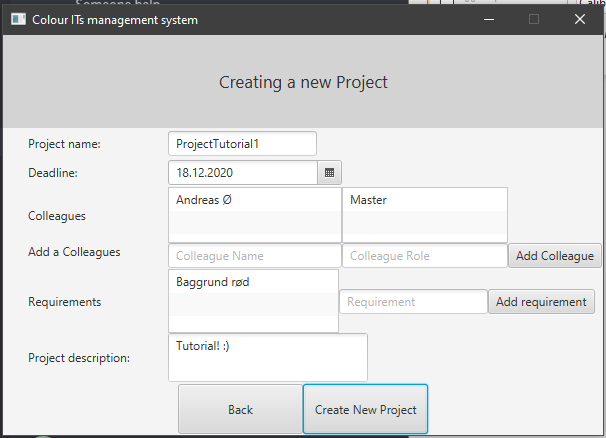 Someone help
Colour ITs management system
Creating a new Project
Project name: ProjectTutorial1
Deadline: 18.12.2020
Colleagues Andreas Ø Master
Add a Colleagues Colleague Name Colleague Role Add Colleague
Baggrund rød
Requirements Requirement Add requirement
Project description: Tutorial! :)
Back Create New Project